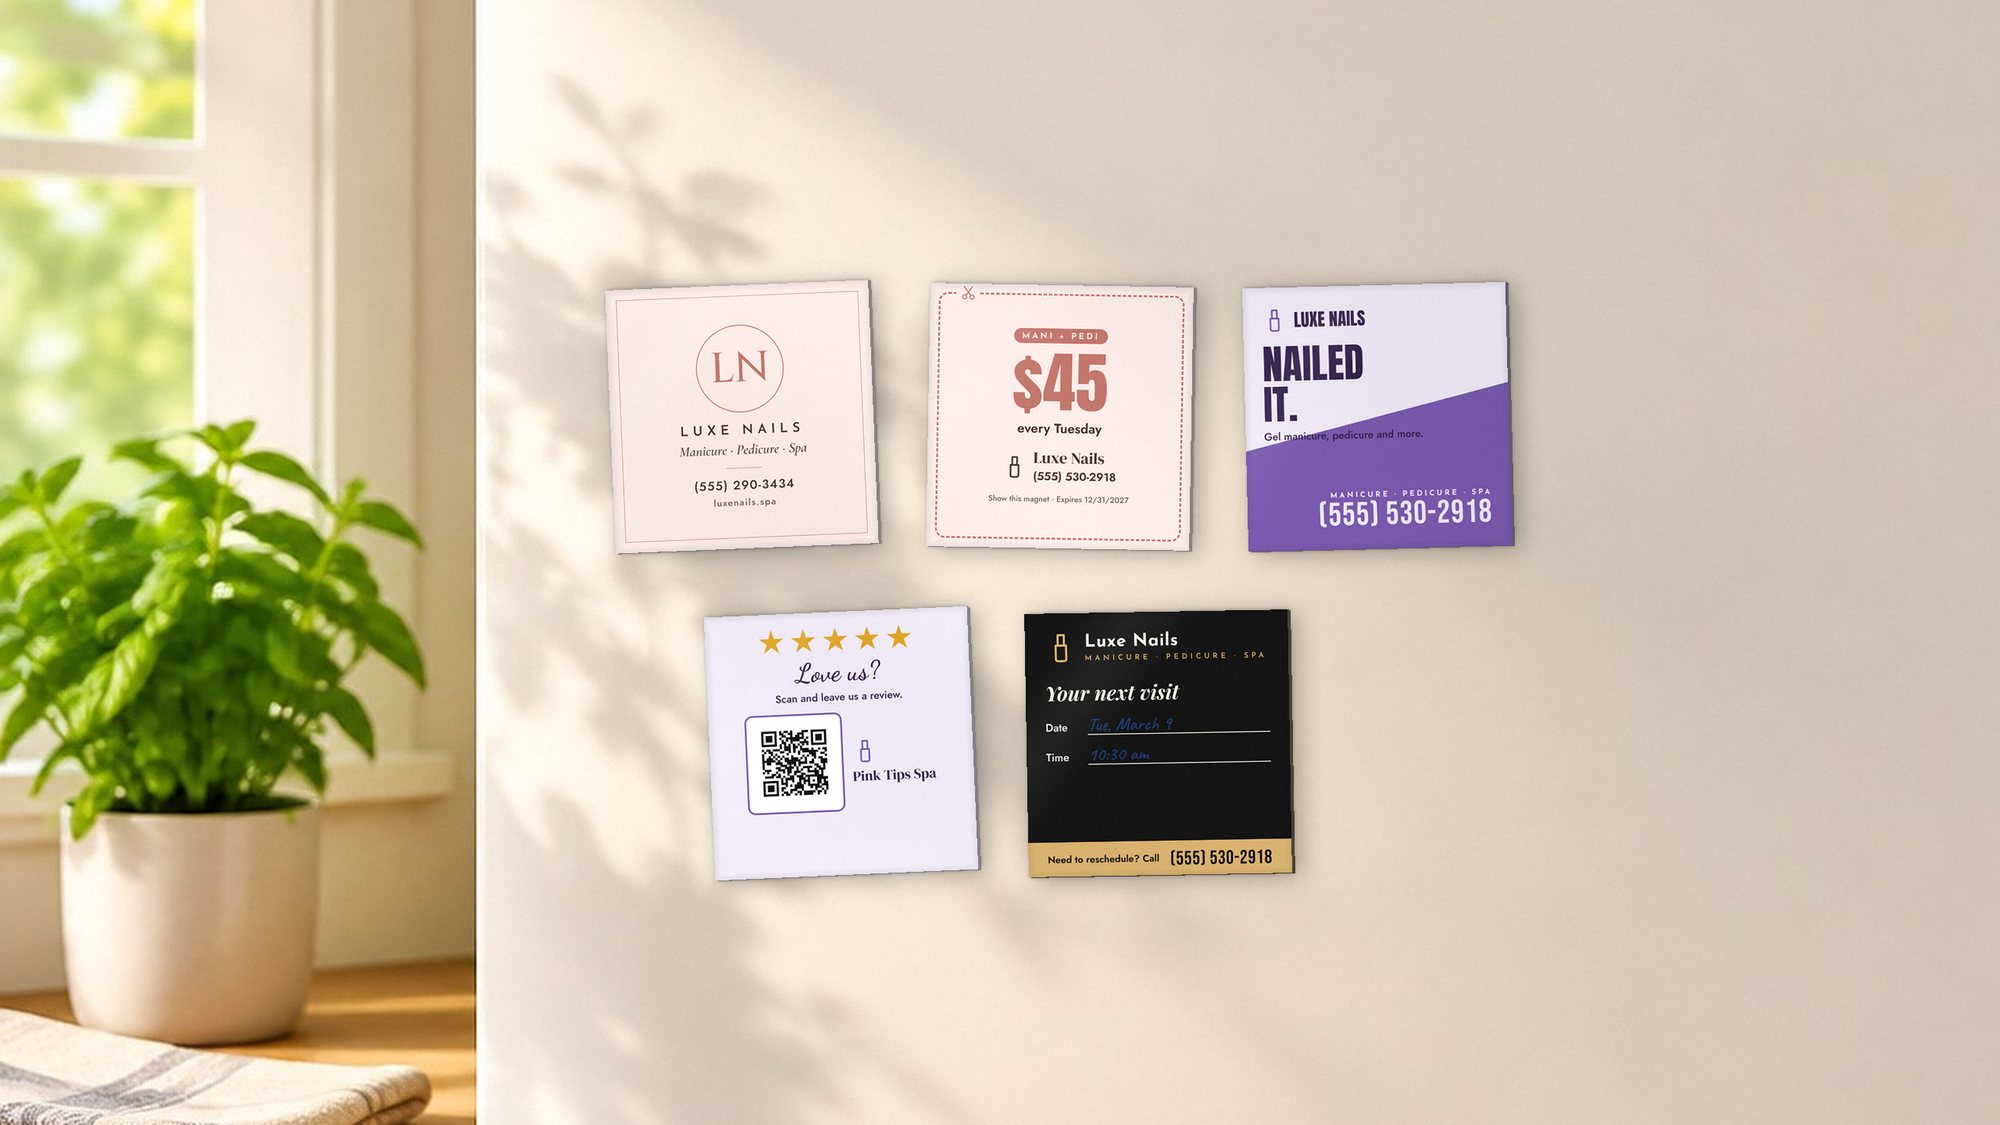 LN
LUXE NAILS
Manicure · Pedicure · Spa
(555) 290-3434
luxenails.spa
MANI + PEDI
$45
every Tuesday
Luxe Nails
(555) 530-2918
Show this magnet · Expires 12/31/2027
LUXE NAILS
NAILED
IT.
Gel manicure, pedicure and more.
MANICURE · PEDICURE · SPA
(555) 530-2918
Love us?
Scan and leave us a review.
Pink Tips Spa
Luxe Nails
MANICURE · PEDICURE · SPA
Your next visit
Date Tue, March 9
Time 10:30 am
Need to reschedule? Call (555) 530-2918